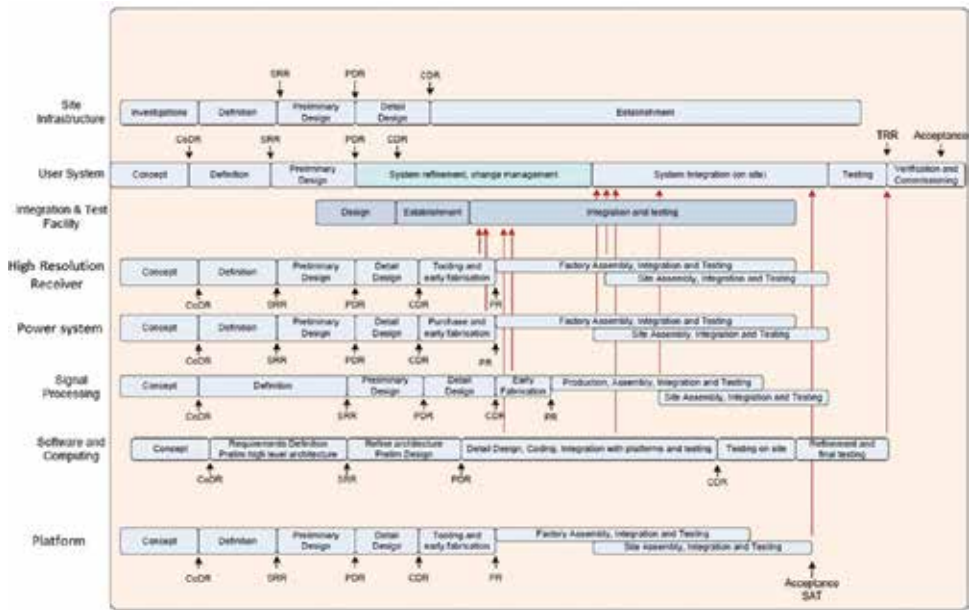 SRR PDR CDR
Site
Infrastructure
Investigations Definition Preliminary
Design Detail
Design Establishment
CoDR SRR PDR CDR TRR Acceptance
User System Concept Definition Preliminary
Design System refinement, change management System Integration (on site) Testing Verification and
Commissioning
Integration & Test
Facility
Design Establishment Integration and testing
High Resolution
Receiver
Concept Definition Preliminary
Design Detail
Design Tooling and
early fabrication Factory Assembly, Integration and Testing
Site Assembly, Integration and Testing
CoDR SRR PDR CDR PR
Power system Concept Definition Preliminary
Design Detail
Design Purchase and
early fabrication Factory Assembly, Integration and Testing
Site Assembly, Integration and Testing
CoDR SRR PDR CDR PR
Signal
Processing
Concept Definition Preliminary
Design Detail
Design Early
Fabrication Production, Assembly, Integration and Testing
Site Assembly, Integration and Testing
CoDR SRR PDR CDR PR
Software and
Computing
Concept Requirements Definition
Prelim high level architecture Refine architecture
Prelim Design Detail Design, Coding, Integration with platforms and testing Testing on site Refinement and
final testing
CoDR SRR PDR CDR
Platform Concept Definition Preliminary
Design Detail
Design Tooling and
early fabrication Factory Assembly, Integration and Testing
Site Assembly, Integration and Testing
CoDR SRR PDR CDR PR Acceptance
SAT